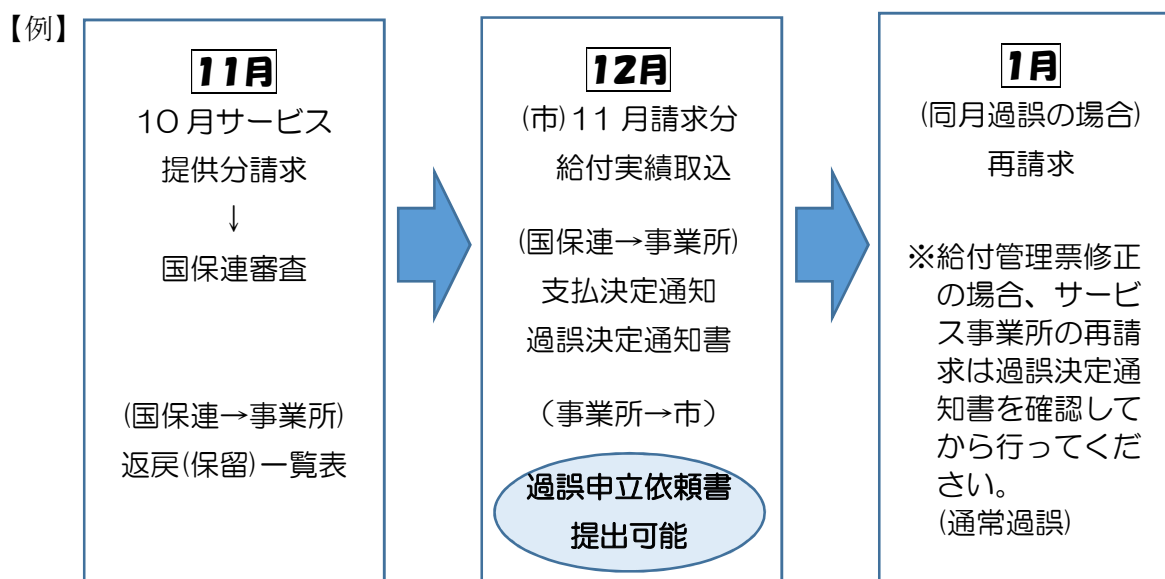 【例】
11月
10月サービス
提供分請求
↓
国保連審査
(国保連→事業所)
返戻(保留)一覧表
12月
(市)11月請求分
給付実績取込
(国保連→事業所)
支払決定通知
過誤決定通知書
（事業所→市）
過誤申立依頼書
提出可能
1月
(同月過誤の場合)
再請求
※給付管理票修正
の場合、サービ
ス事業所の再請
求は過誤決定通
知書を確認して
から行ってくだ
さい。
(通常過誤)